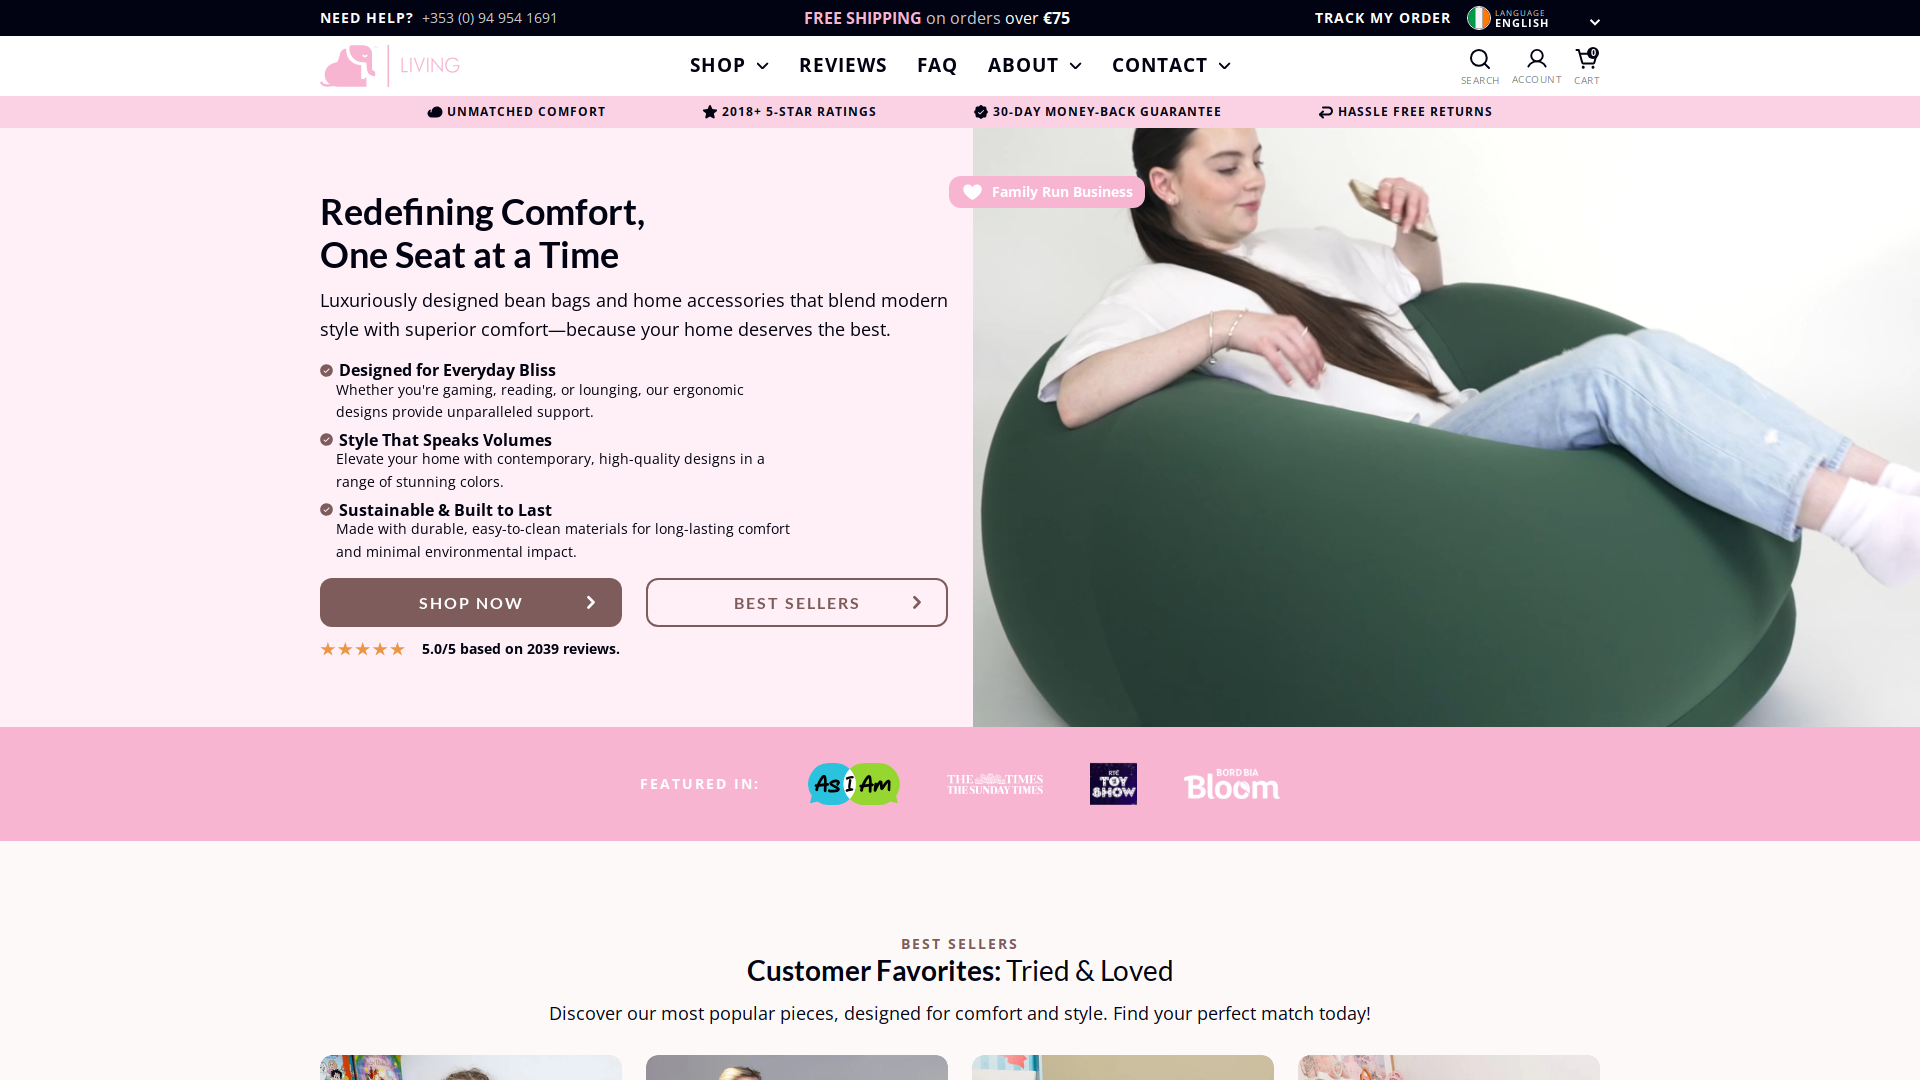 NEED HELP? +353 (0) 94 954 1691
FREE SHIPPING on orders over €75
TRACK MY ORDER
LANGUAGE
ENGLISH
LIVING
SHOP
REVIEWS
FAQ
ABOUT
CONTACT
SEARCH
ACCOUNT
0
CART
UNMATCHED COMFORT
2018+ 5-STAR RATINGS
30-DAY MONEY-BACK GUARANTEE
HASSLE FREE RETURNS
Family Run Business
Redefining Comfort,
One Seat at a Time
Luxuriously designed bean bags and home accessories that blend modern
style with superior comfort—because your home deserves the best.
Designed for Everyday Bliss
Whether you're gaming, reading, or lounging, our ergonomic
designs provide unparalleled support.
Style That Speaks Volumes
Elevate your home with contemporary, high-quality designs in a
range of stunning colors.
Sustainable & Built to Last
Made with durable, easy-to-clean materials for long-lasting comfort
and minimal environmental impact.
SHOP NOW
BEST SELLERS
5.0/5 based on 2039 reviews.
FEATURED IN:
As I Am
THE TIMES
THE SUNDAY TIMES
RTÉ
TOY
SHOW
BORD BIA
Bloom
BEST SELLERS
Customer Favorites: Tried & Loved
Discover our most popular pieces, designed for comfort and style. Find your perfect match today!